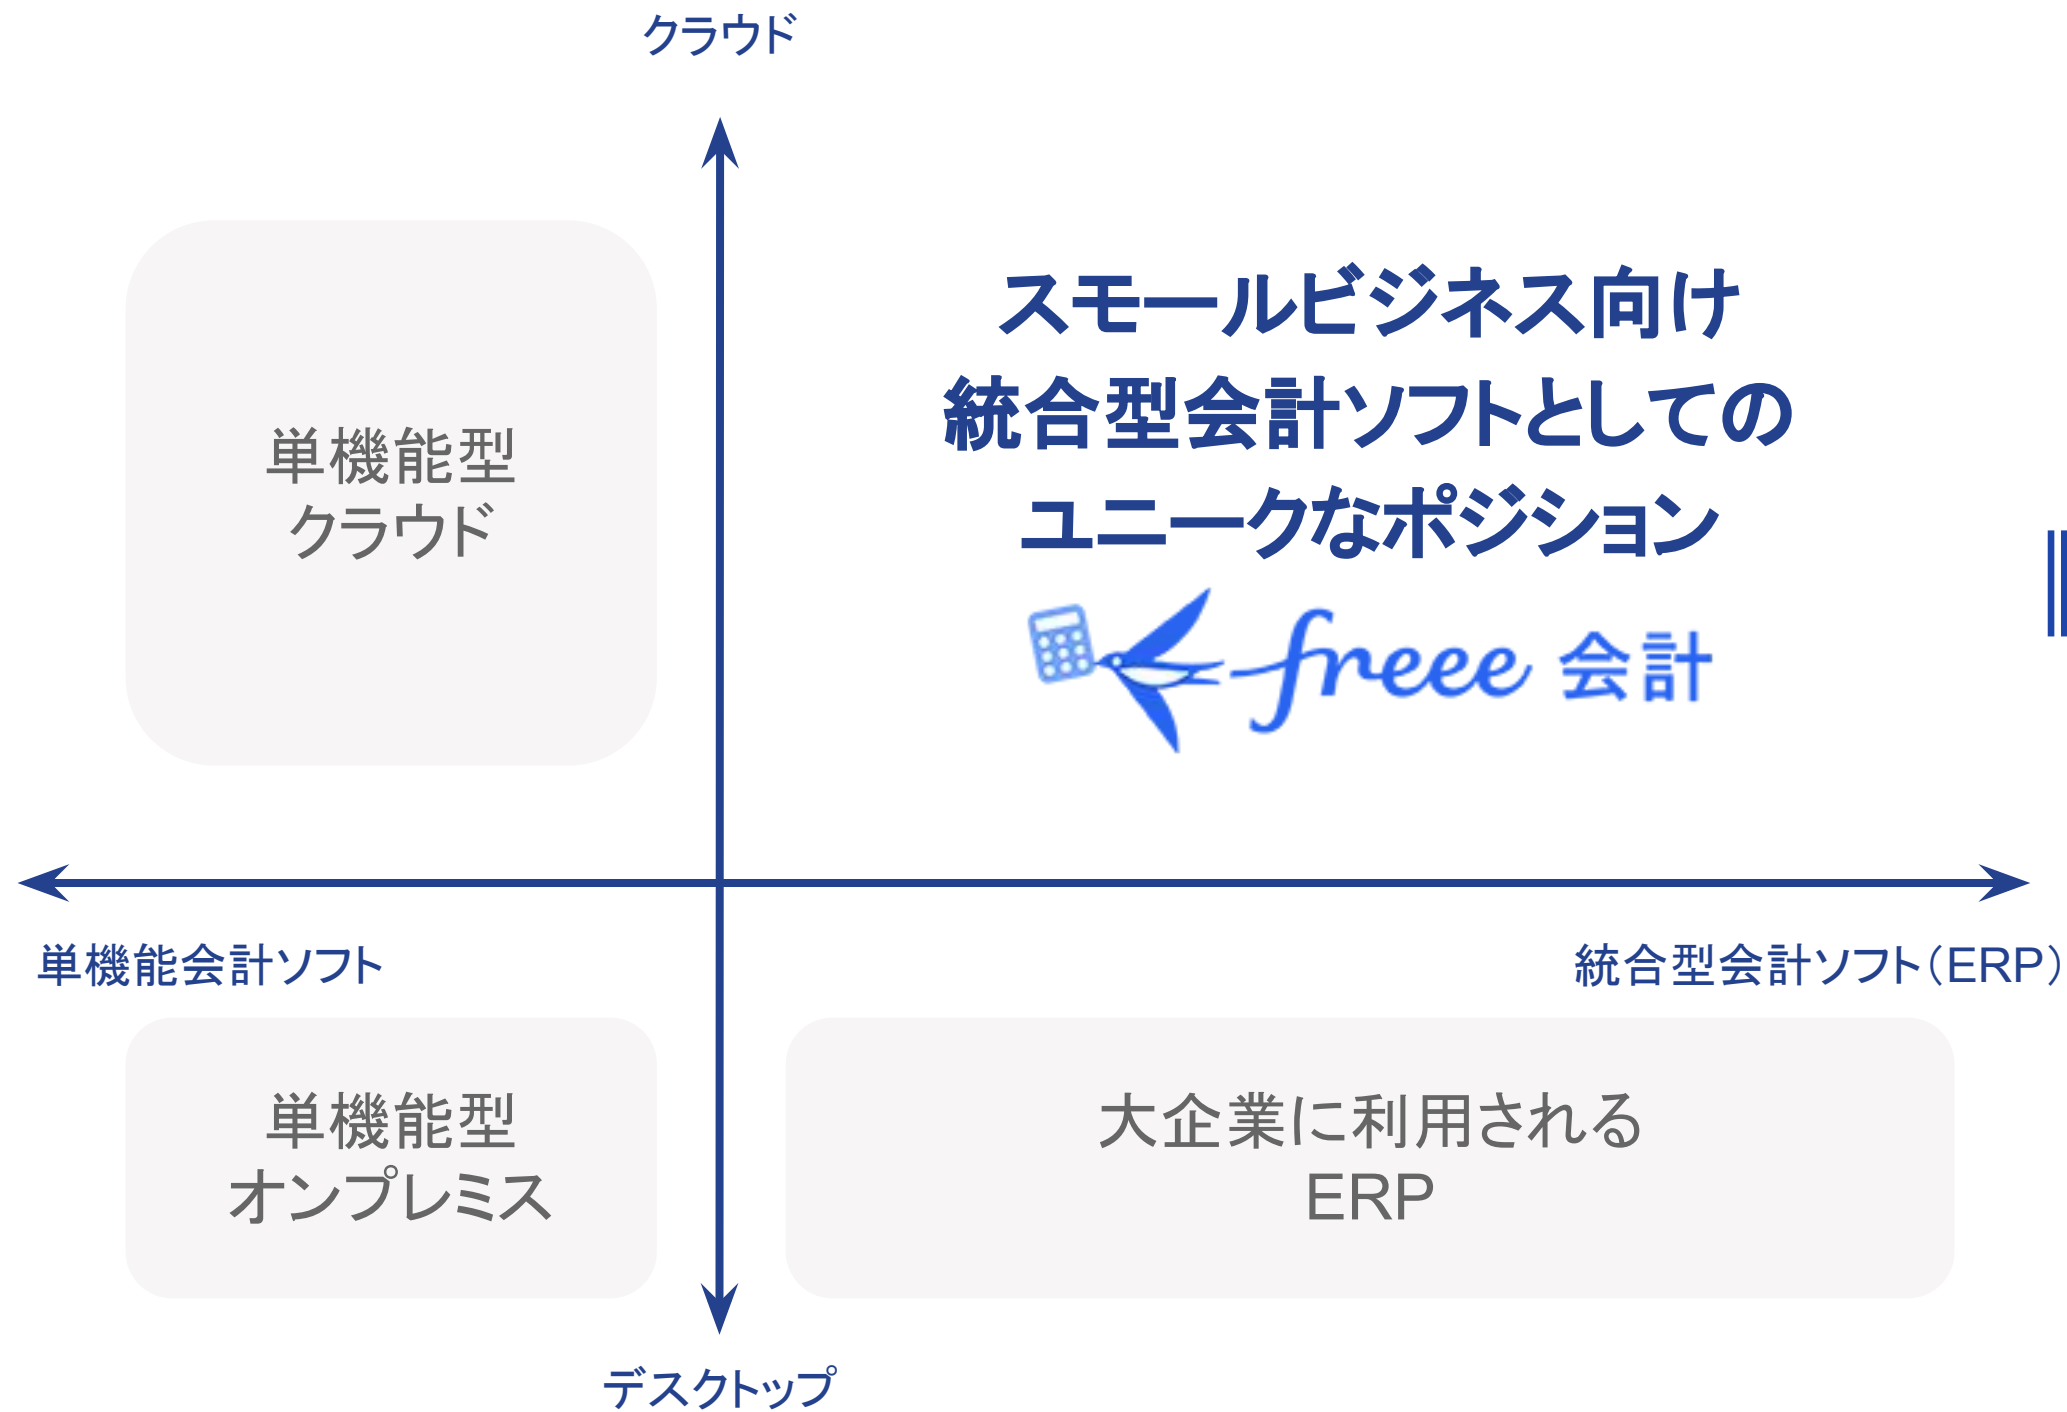 クラウド
スモールビジネス向け
統合型会計ソフトとしての
ユニークなポジション
freee 会計
単機能型
クラウド
単機能会計ソフト
統合型会計ソフト（ERP）
単機能型
オンプレミス
大企業に利用される
ERP
デスクトップ